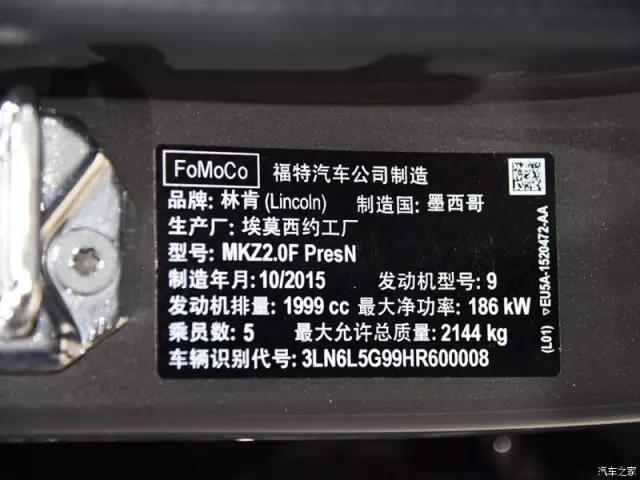 FoMoCo 福特汽车公司制造
品牌: 林肯 (Lincoln) 制造国: 墨西哥
生产厂: 埃莫西约工厂
型号: MKZ2.0F PresN
制造年月: 10/2015 发动机型号: 9
发动机排量: 1999 cc 最大净功率: 186 kW
乘员数: 5 最大允许总质量: 2144 kg
车辆识别代号: 3LN6L5G99HR600008
(L01) ▽EU5A-1520472-AA
汽车之家